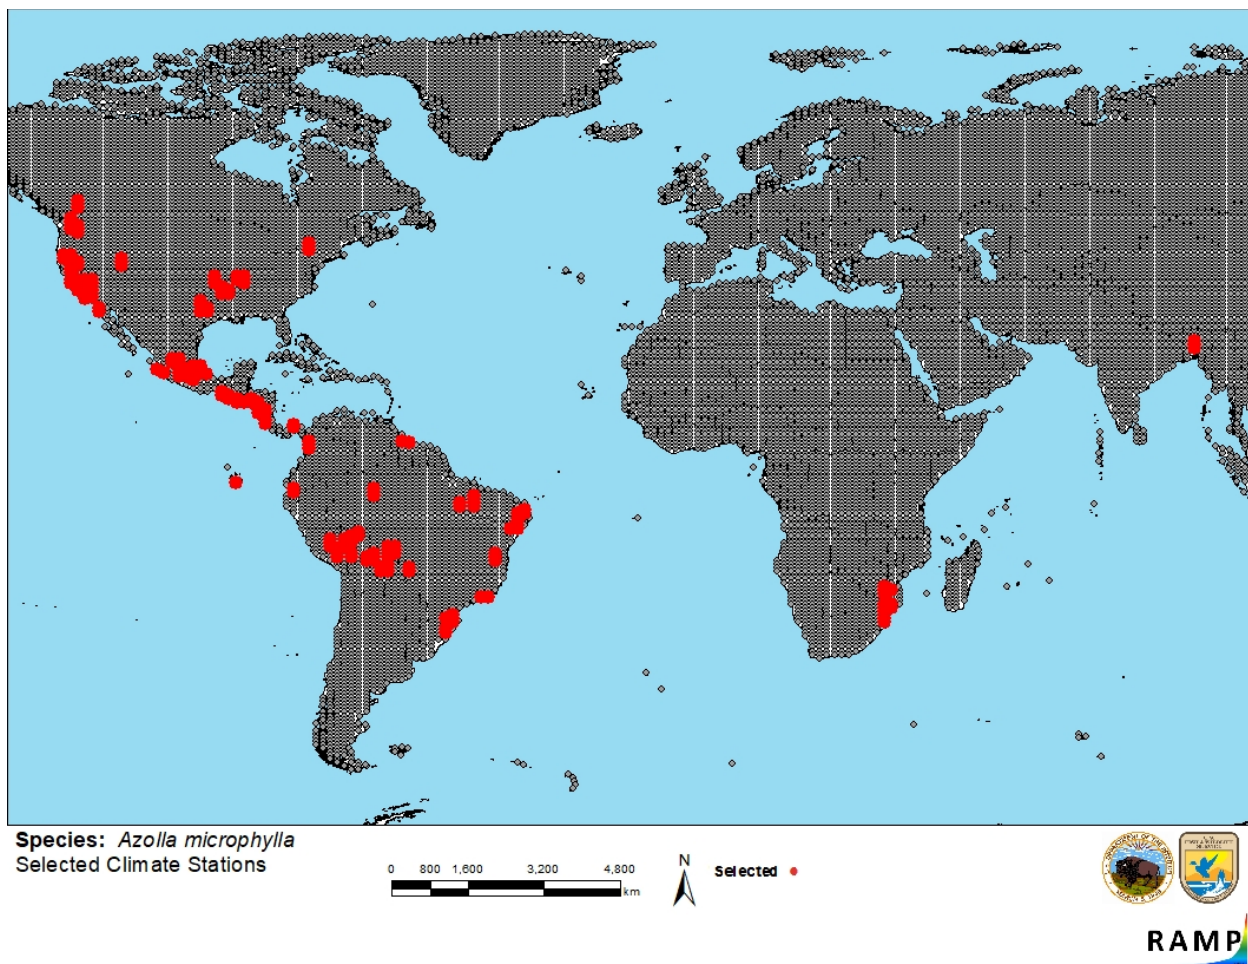 Species: Azolla microphylla
Selected Climate Stations
0 800 1,600 3,200 4,800
km
N
Selected
RAMP